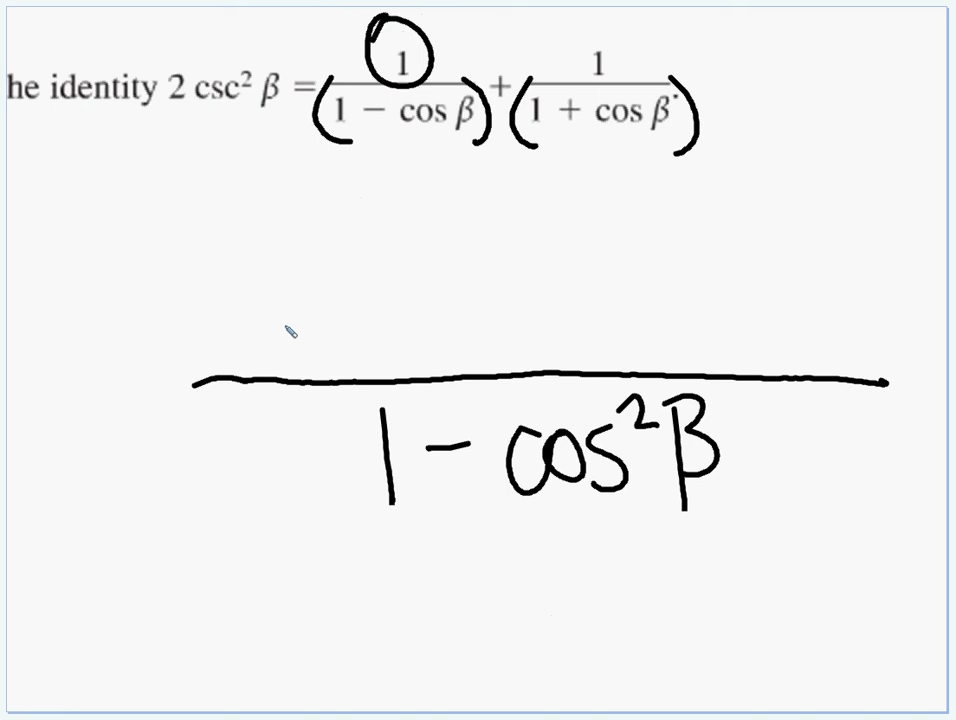 he identity 2 csc² β = (1 / (1 − cos β)) + (1 / (1 + cos β)).
1 − cos²β